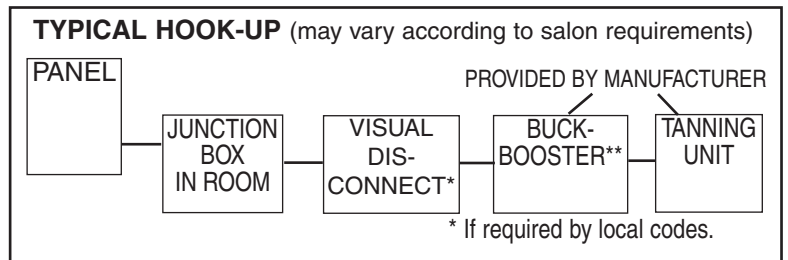 TYPICAL HOOK-UP (may vary according to salon requirements)
PANEL
PROVIDED BY MANUFACTURER
JUNCTION
BOX
IN ROOM
VISUAL
DIS-
CONNECT*
BUCK-
BOOSTER**
TANNING
UNIT
* If required by local codes.